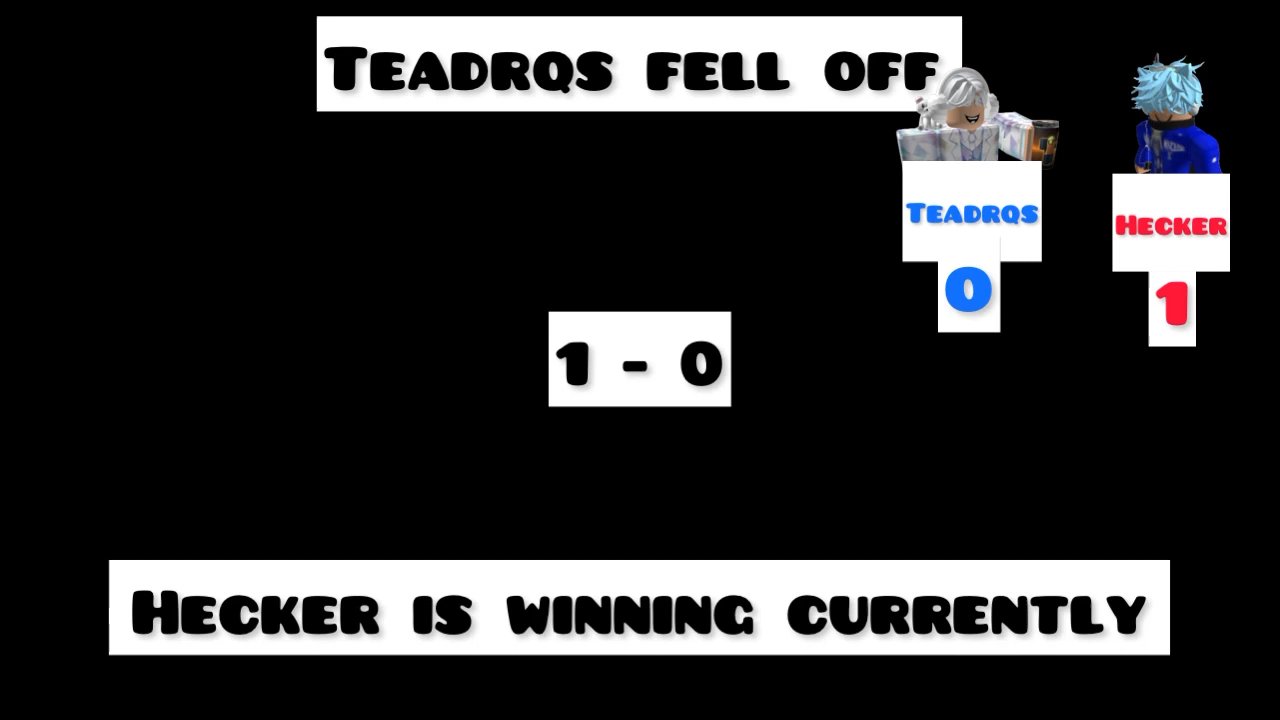 Teadrqs fell off
Teadrqs
Hecker
0
1
1 - 0
Hecker is winning currently